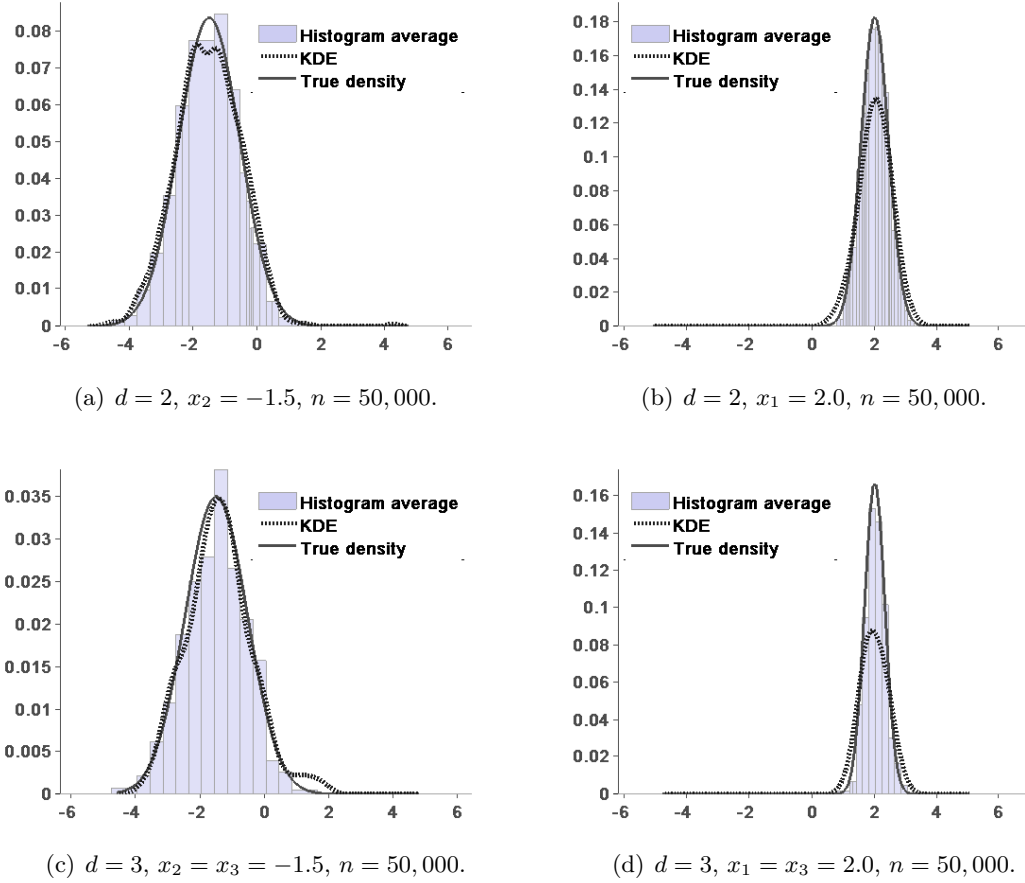 0.08
0.07
0.06
0.05
0.04
0.03
0.02
0.01
0
-6 -4 -2 0 2 4 6
Histogram average
KDE
True density
(a) d = 2, x₂ = −1.5, n = 50,000.
0.18
0.16
0.14
0.12
0.1
0.08
0.06
0.04
0.02
0
-6 -4 -2 0 2 4 6
Histogram average
KDE
True density
(b) d = 2, x₁ = 2.0, n = 50,000.
0.035
0.03
0.025
0.02
0.015
0.01
0.005
0
-6 -4 -2 0 2 4 6
Histogram average
KDE
True density
(c) d = 3, x₂ = x₃ = −1.5, n = 50,000.
0.16
0.14
0.12
0.1
0.08
0.06
0.04
0.02
0
-6 -4 -2 0 2 4 6
Histogram average
KDE
True density
(d) d = 3, x₁ = x₃ = 2.0, n = 50,000.